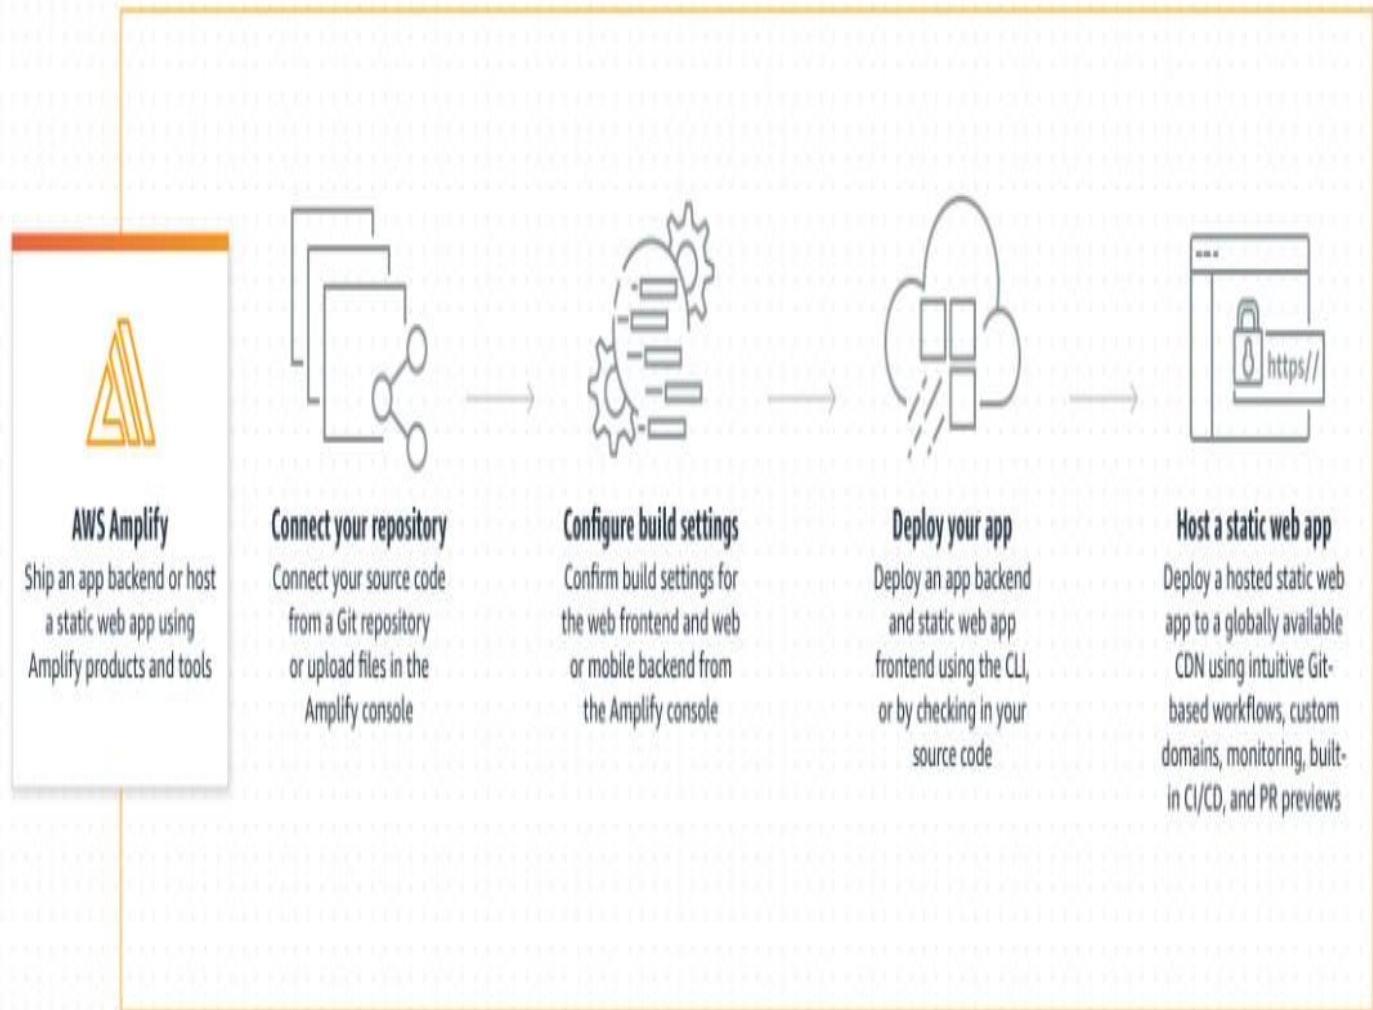 https//
AWS Amplify
Ship an app backend or host
a static web app using
Amplify products and tools
Connect your repository
Connect your source code
from a Git repository
or upload files in the
Amplify console
Configure build settings
Confirm build settings for
the web frontend and web
or mobile backend from
the Amplify console
Deploy your app
Deploy an app backend
and static web app
frontend using the CLI,
or by checking in your
source code
Host a static web app
Deploy a hosted static web
app to a globally available
CDN using intuitive Git-
based workflows, custom
domains, monitoring, built-
in CI/CD, and PR previews